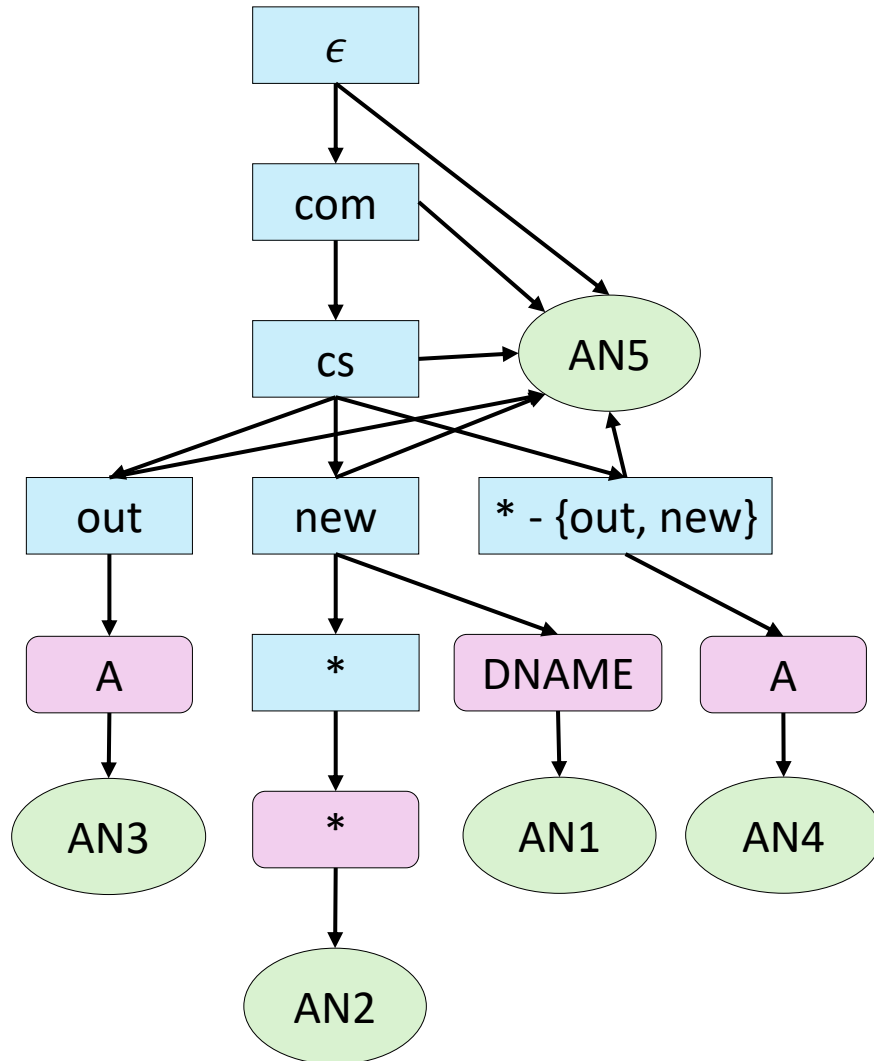 ϵ
com
cs
AN5
out
new
* - {out, new}
A
*
DNAME
A
AN3
*
AN1
AN4
AN2